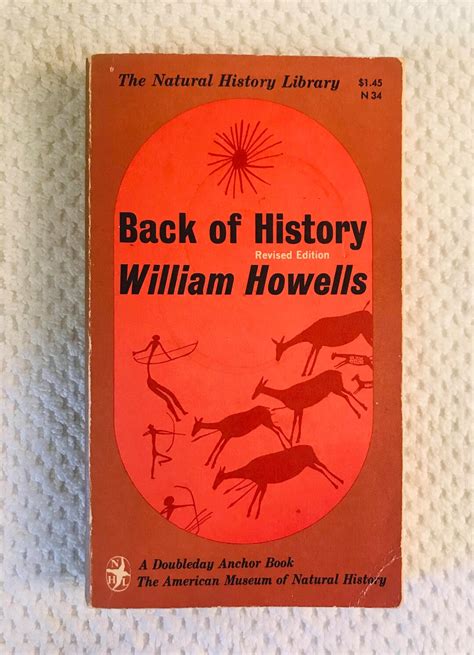 The Natural History Library
$1.45
N 34
Back of History
Revised Edition
William Howells
N
H L
A Doubleday Anchor Book
The American Museum of Natural History